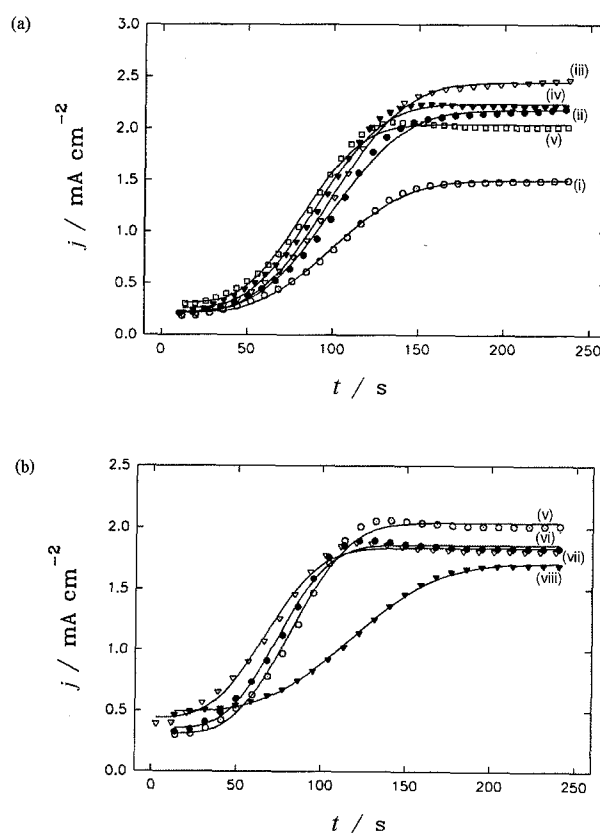 (a)
3.0
2.5
2.0
1.5
1.0
0.5
0.0
j / mA cm⁻²
(iii)
(iv)
(ii)
(v)
(i)
0 50 100 150 200 250
t / s
(b)
2.5
2.0
1.5
1.0
0.5
0.0
j / mA cm⁻²
(v)
(vi)
(vii)
(viii)
0 50 100 150 200 250
t / s